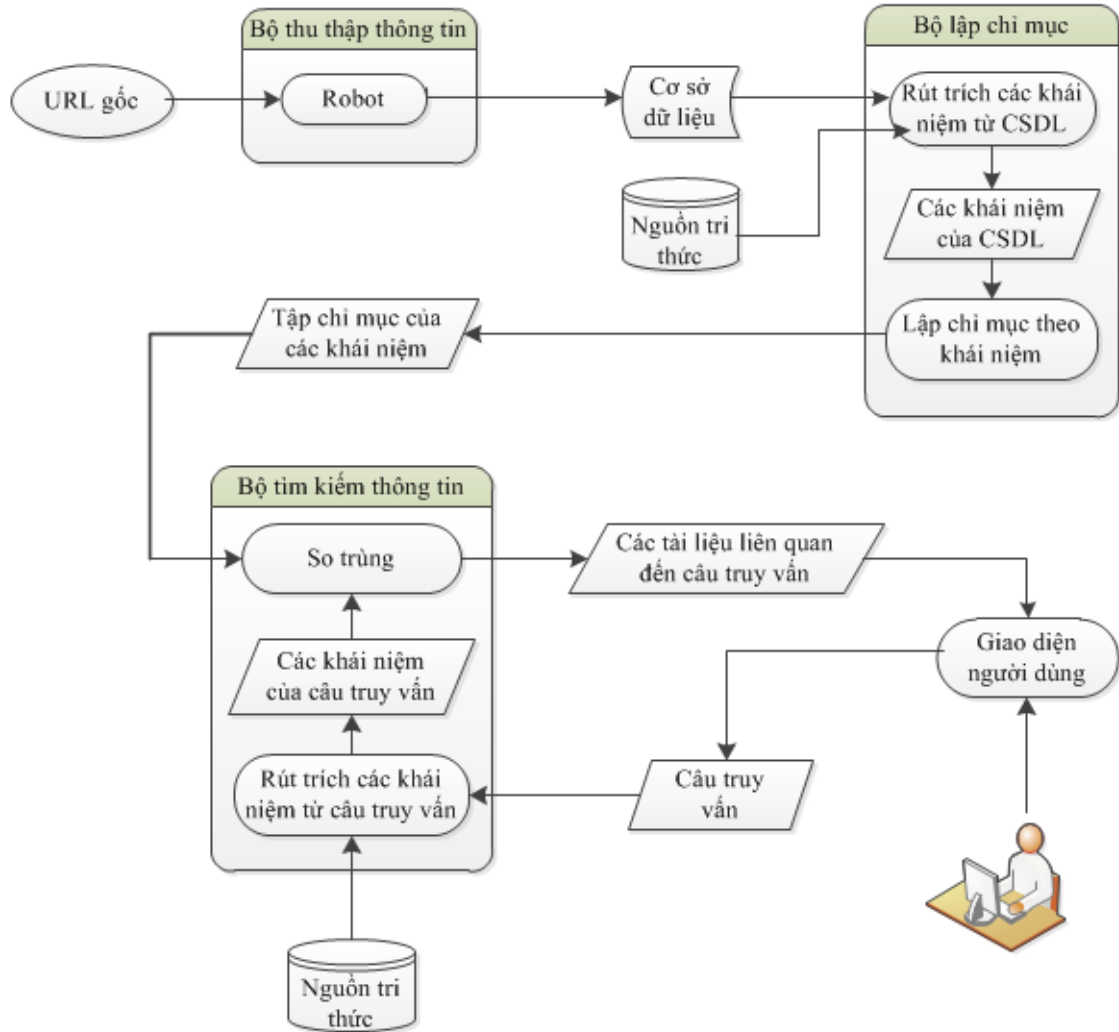 Bộ thu thập thông tin
Bộ lập chỉ mục
URL gốc
Robot
Cơ sở
dữ liệu
Rút trích các khái
niệm từ CSDL
Nguồn tri
thức
Các khái niệm
của CSDL
Tập chỉ mục của
các khái niệm
Lập chỉ mục theo
khái niệm
Bộ tìm kiếm thông tin
So trùng
Các tài liệu liên quan
đến câu truy vấn
Các khái niệm
của câu truy vấn
Giao diện
người dùng
Rút trích các khái
niệm từ câu truy vấn
Câu truy
vấn
Nguồn tri
thức